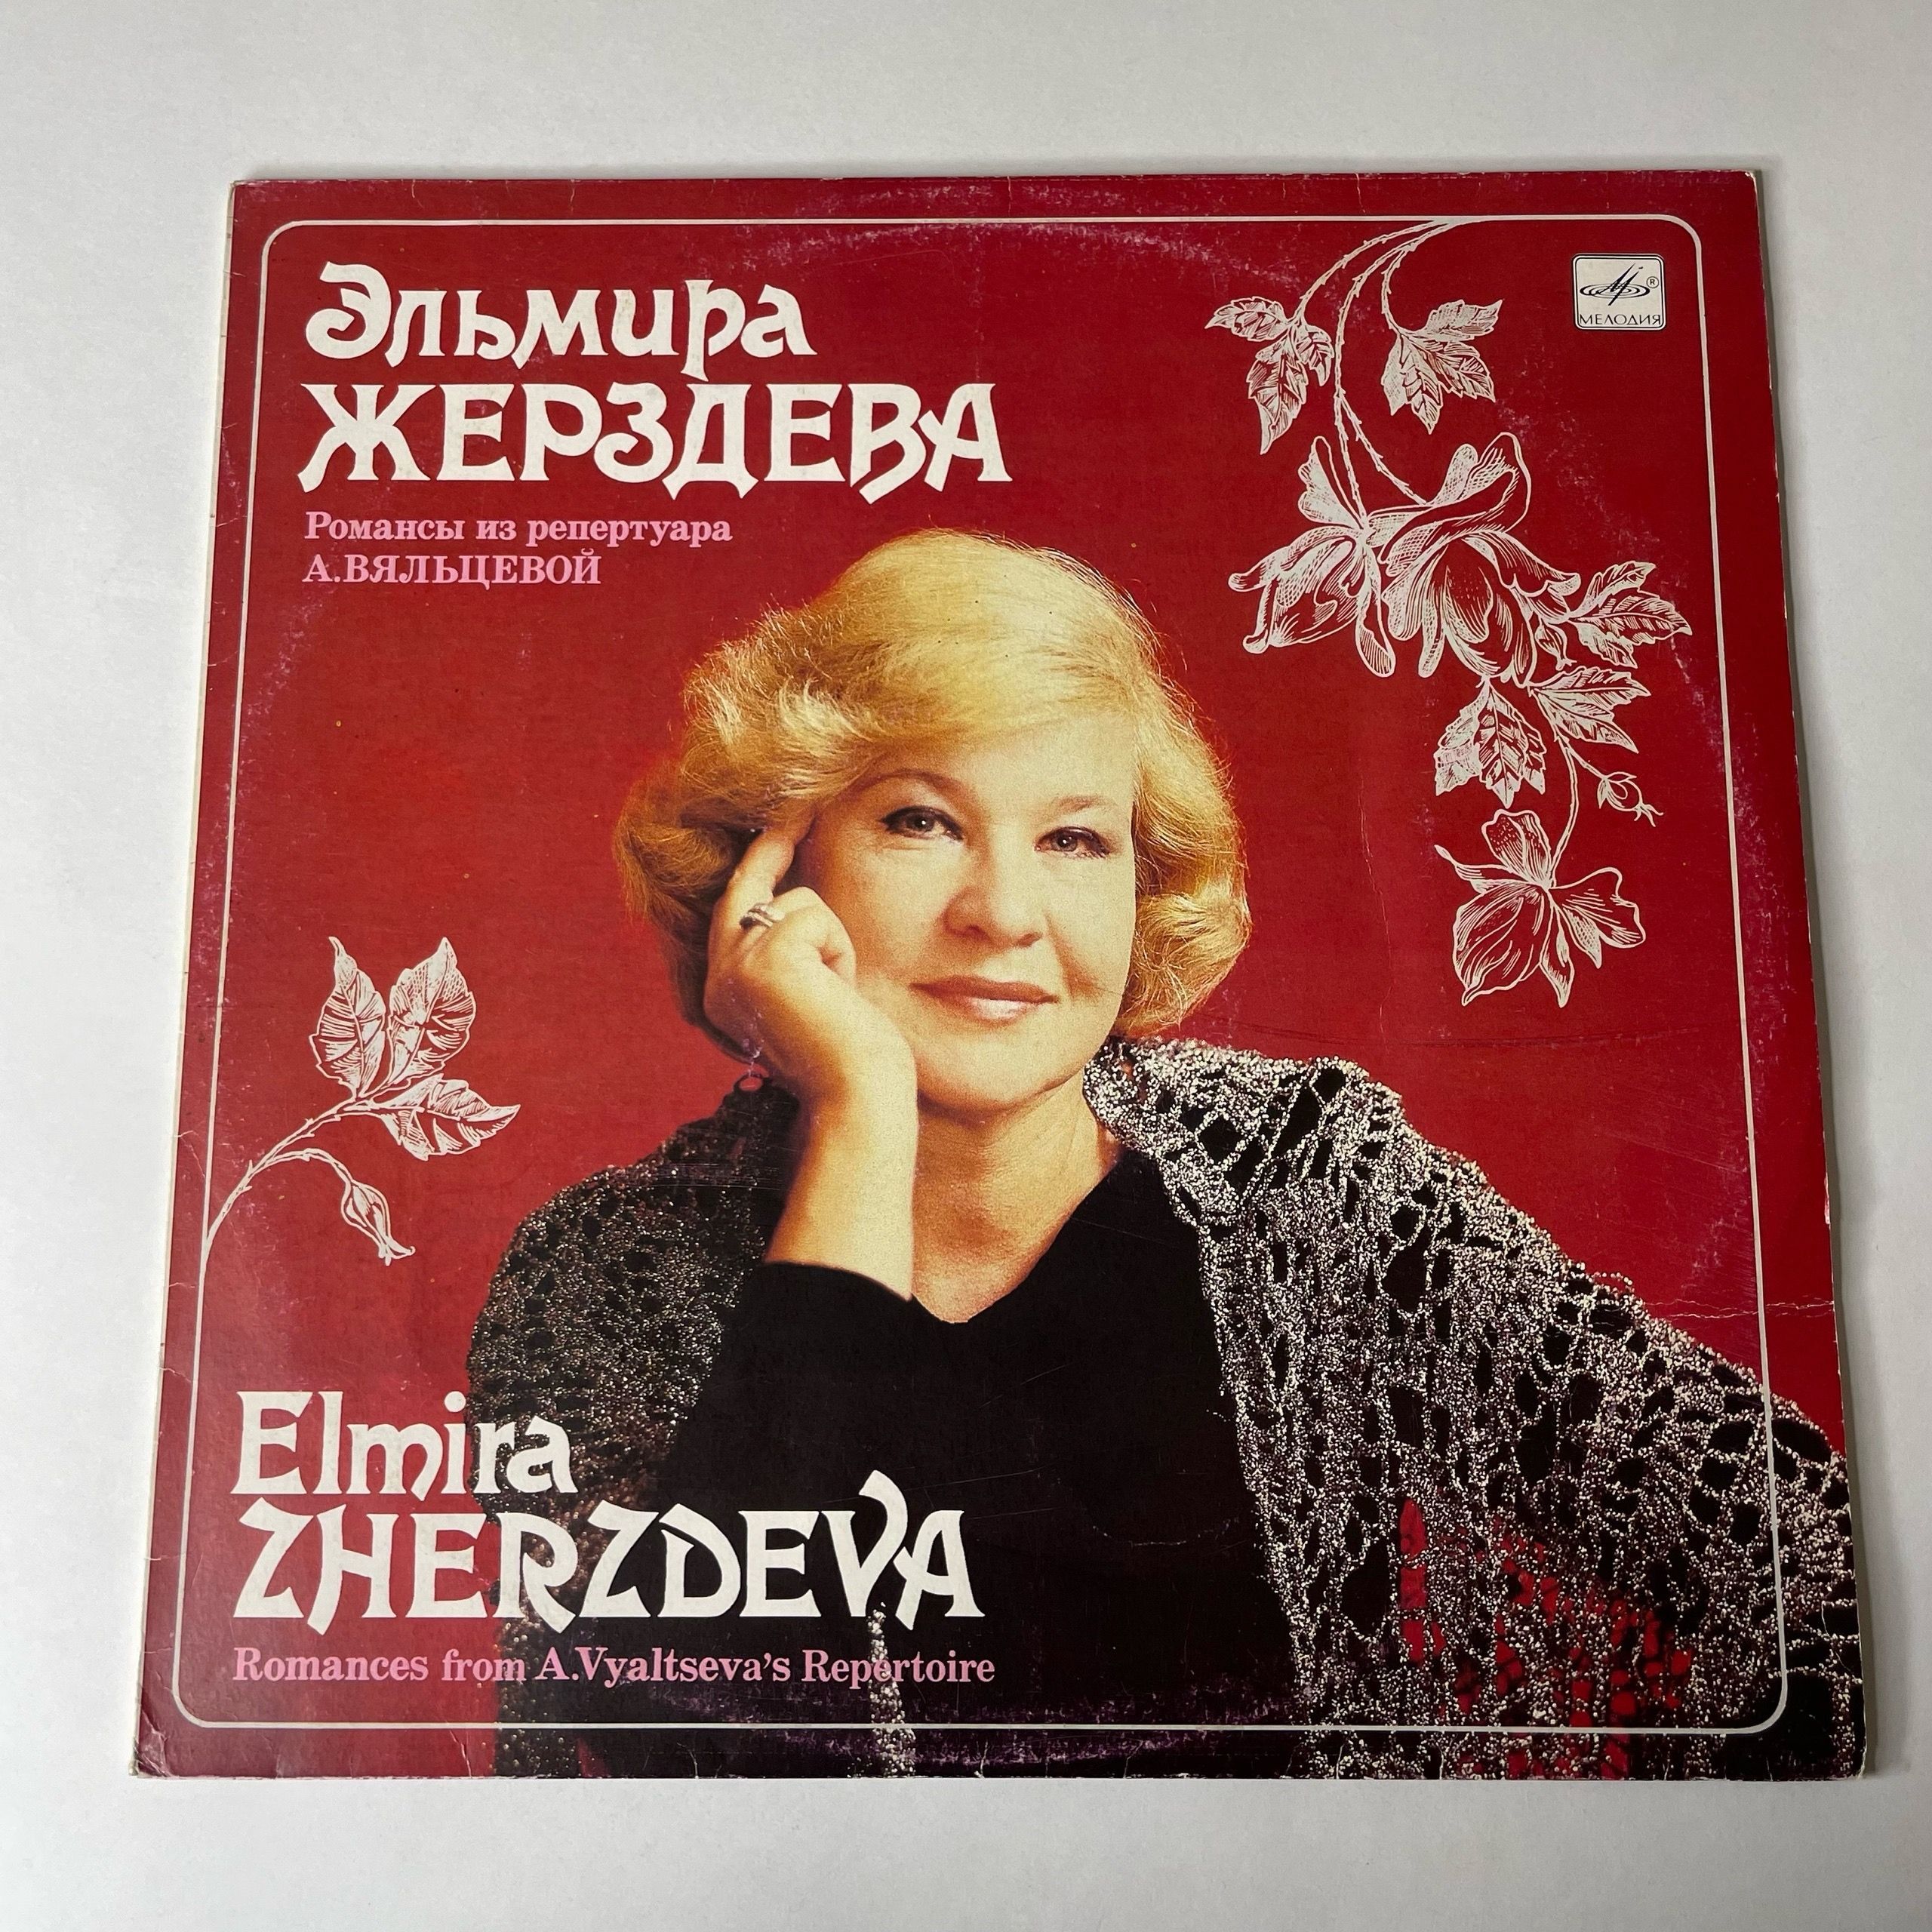 Эльмира
ЖЕРЗДЕВА
Романсы из репертуара
А.ВЯЛЬЦЕВОЙ
®
МЕЛОДИЯ
Elmira
ZHERZDEVA
Romances from A.Vyaltseva's Repertoire